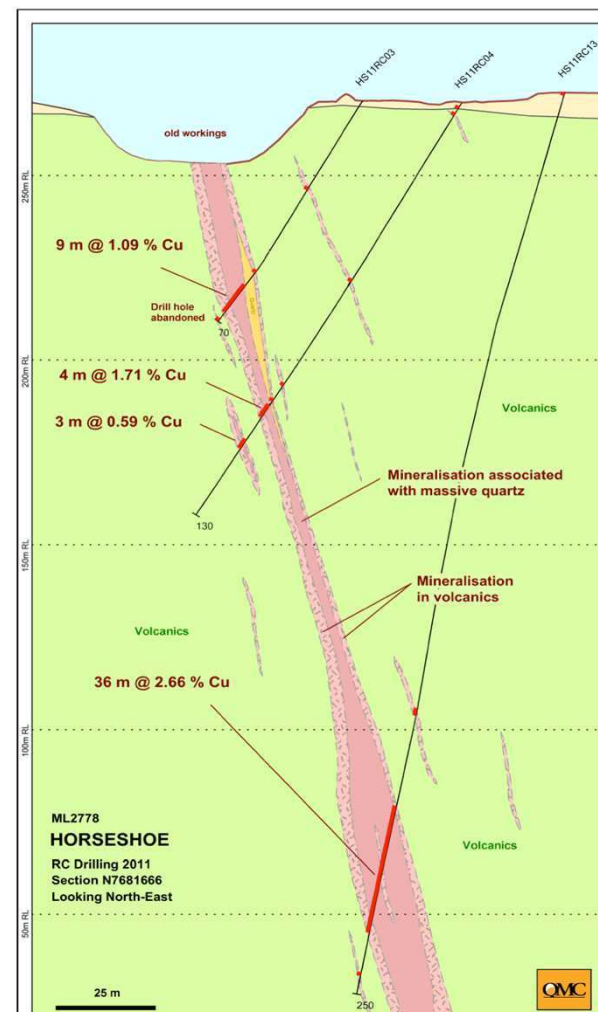 HS11RC03
HS11RC04
HS11RC13
old workings
250m RL
9 m @ 1.09 % Cu
Drill hole
abandoned
70
200m RL
4 m @ 1.71 % Cu
3 m @ 0.59 % Cu
Volcanics
130
Mineralisation associated
with massive quartz
150m RL
Mineralisation
in volcanics
Volcanics
36 m @ 2.66 % Cu
100m RL
ML2778
HORSESHOE
RC Drilling 2011
Section N7681666
Looking North-East
Volcanics
50m RL
25 m
250
QMC